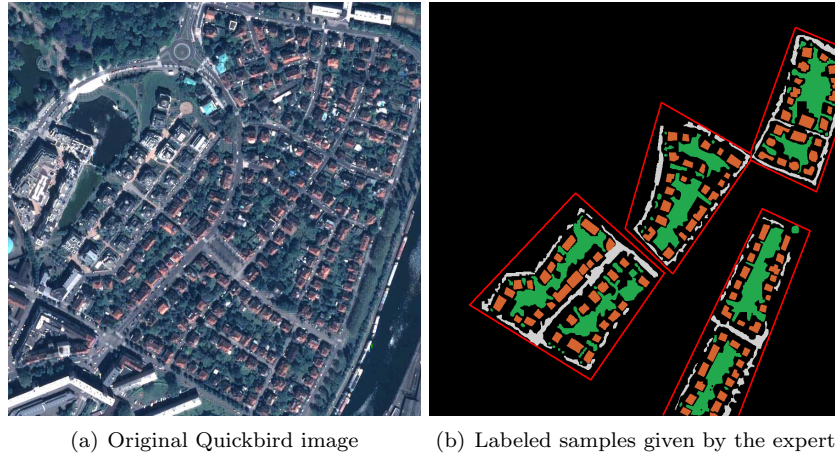 (a) Original Quickbird image
(b) Labeled samples given by the expert